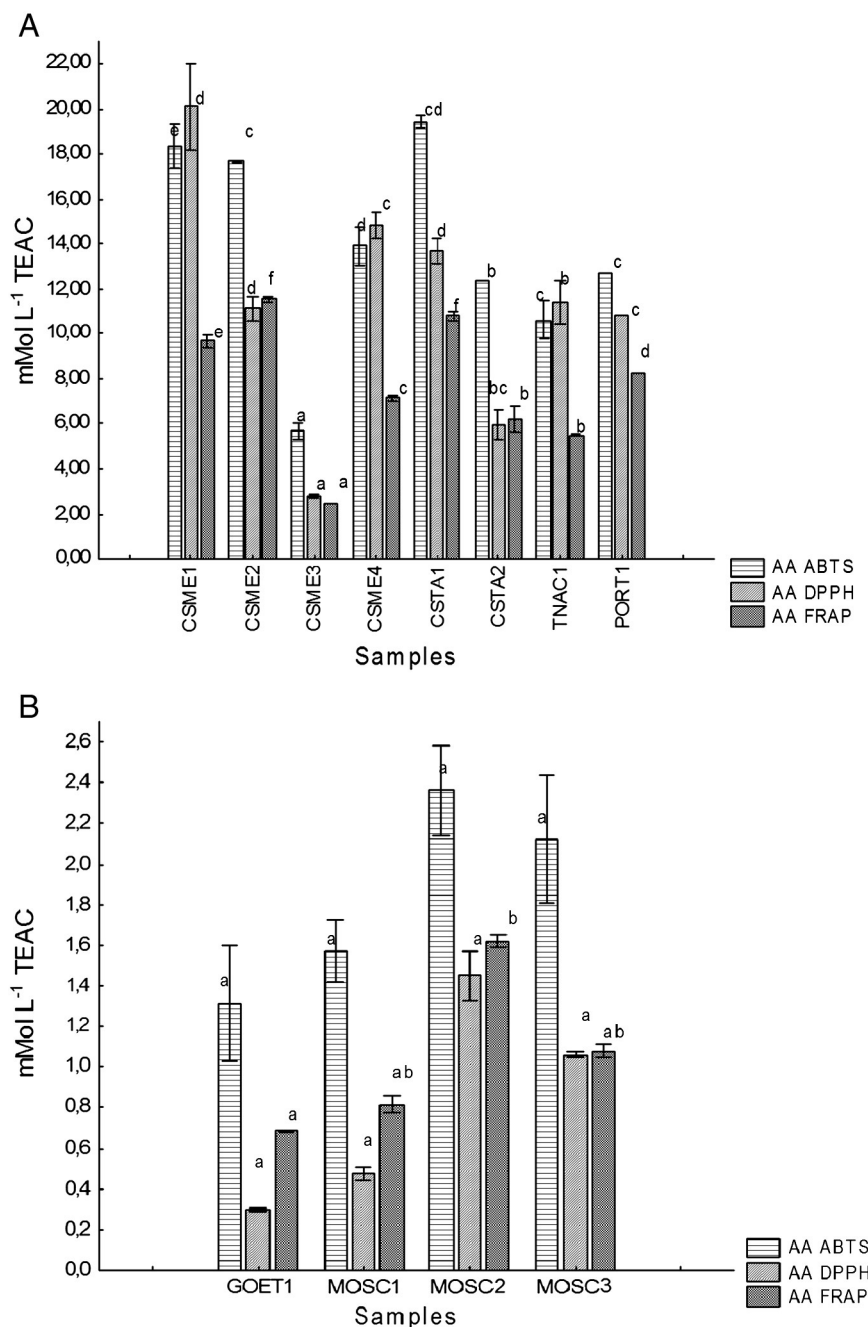 A
mMol L⁻¹ TEAC
22,00
20,00
18,00
16,00
14,00
12,00
10,00
8,00
6,00
4,00
2,00
0,00
e d e
c d f
a a a
d c c
cd d f
b bc b
c b b
c c d
CSME1 CSME2 CSME3 CSME4 CSTA1 CSTA2 TNAC1 PORT1
Samples
AA ABTS
AA DPPH
AA FRAP
B
mMol L⁻¹ TEAC
2,6
2,4
2,2
2,0
1,8
1,6
1,4
1,2
1,0
0,8
0,6
0,4
0,2
0,0
a a a
a a ab
a a b
a a ab
GOET1 MOSC1 MOSC2 MOSC3
Samples
AA ABTS
AA DPPH
AA FRAP